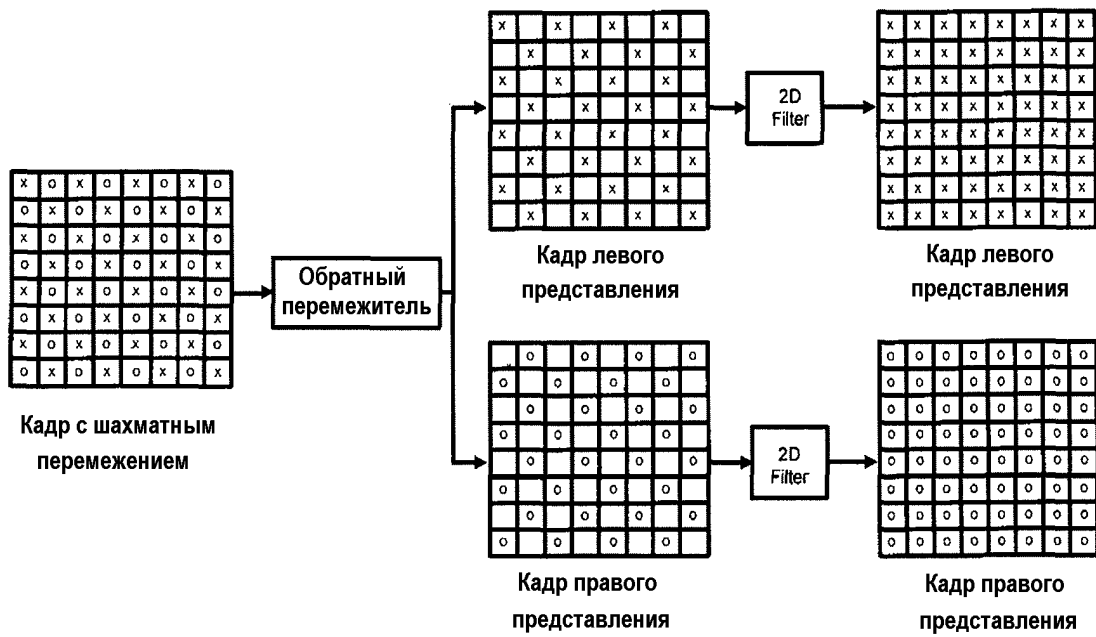 2D
Filter
Кадр левого
представления
Кадр левого
представления
Обратный
перемежитель
Кадр с шахматным
перемежением
2D
Filter
Кадр правого
представления
Кадр правого
представления